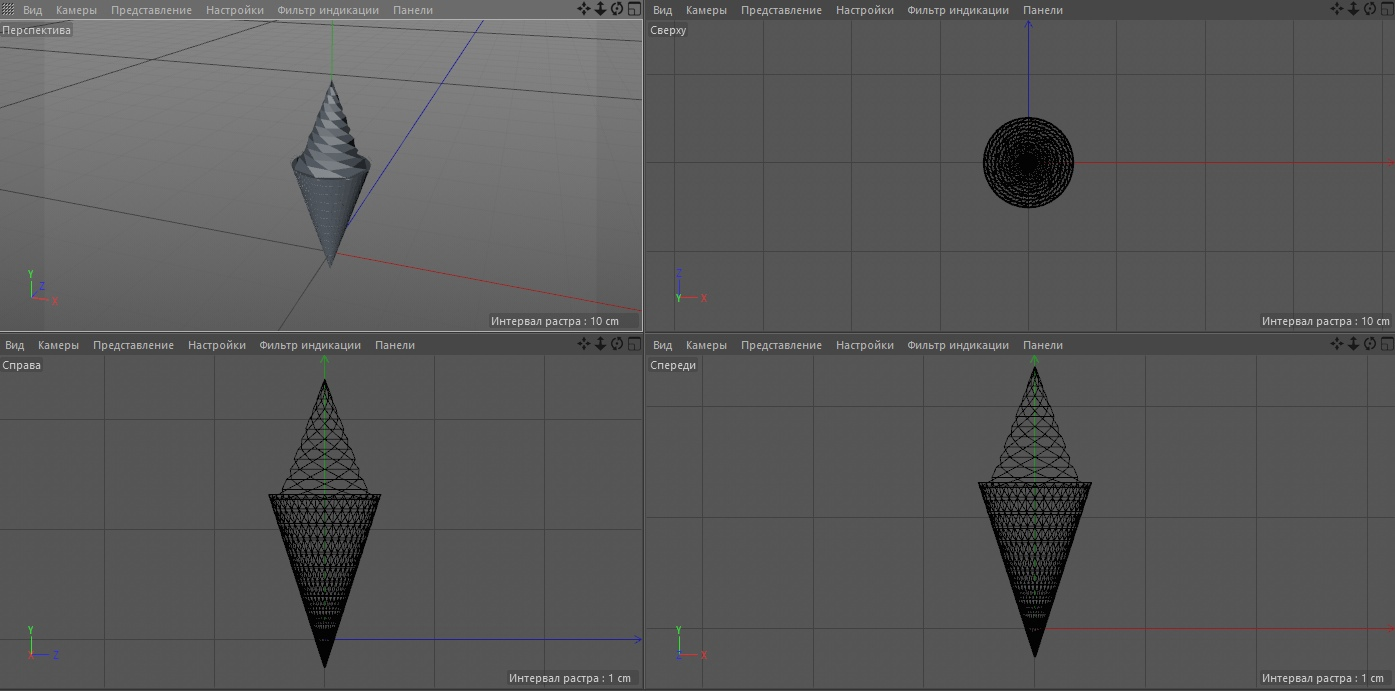 Вид Камеры Представление Настройки Фильтр индикации Панели
Перспектива
Y
Z
X
Интервал растра : 10 cm
Вид Камеры Представление Настройки Фильтр индикации Панели
Сверху
Z
Y X
Интервал растра : 10 cm
Вид Камеры Представление Настройки Фильтр индикации Панели
Справа
Y
X Z
Интервал растра : 1 cm
Вид Камеры Представление Настройки Фильтр индикации Панели
Спереди
Y
Z X
Интервал растра : 1 cm